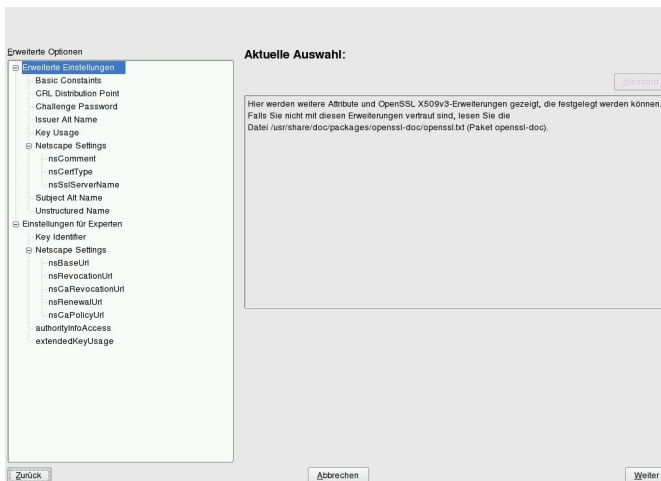 Erweiterte Optionen
Erweiterte Einstellungen
Basic Constaints
CRL Distribution Point
Challenge Password
Issuer Alt Name
Key Usage
Netscape Settings
nsComment
nsCertType
nsSslServerName
Subject Alt Name
Unstructured Name
Einstellungen für Experten
Key Identifier
Netscape Settings
nsBaseUrl
nsRevocationUrl
nsCaRevocationUrl
nsRenewalUrl
nsCaPolicyUrl
authorityInfoAccess
extendedKeyUsage
Aktuelle Auswahl:
Standard
Hier werden weitere Attribute und OpenSSL X509v3-Erweiterungen gezeigt, die festgelegt werden können.
Falls Sie nicht mit diesen Erweiterungen vertraut sind, lesen Sie die
Datei /usr/share/doc/packages/openssl-doc/openssl.txt (Paket openssl-doc).
Zurück
Abbrechen
Weiter